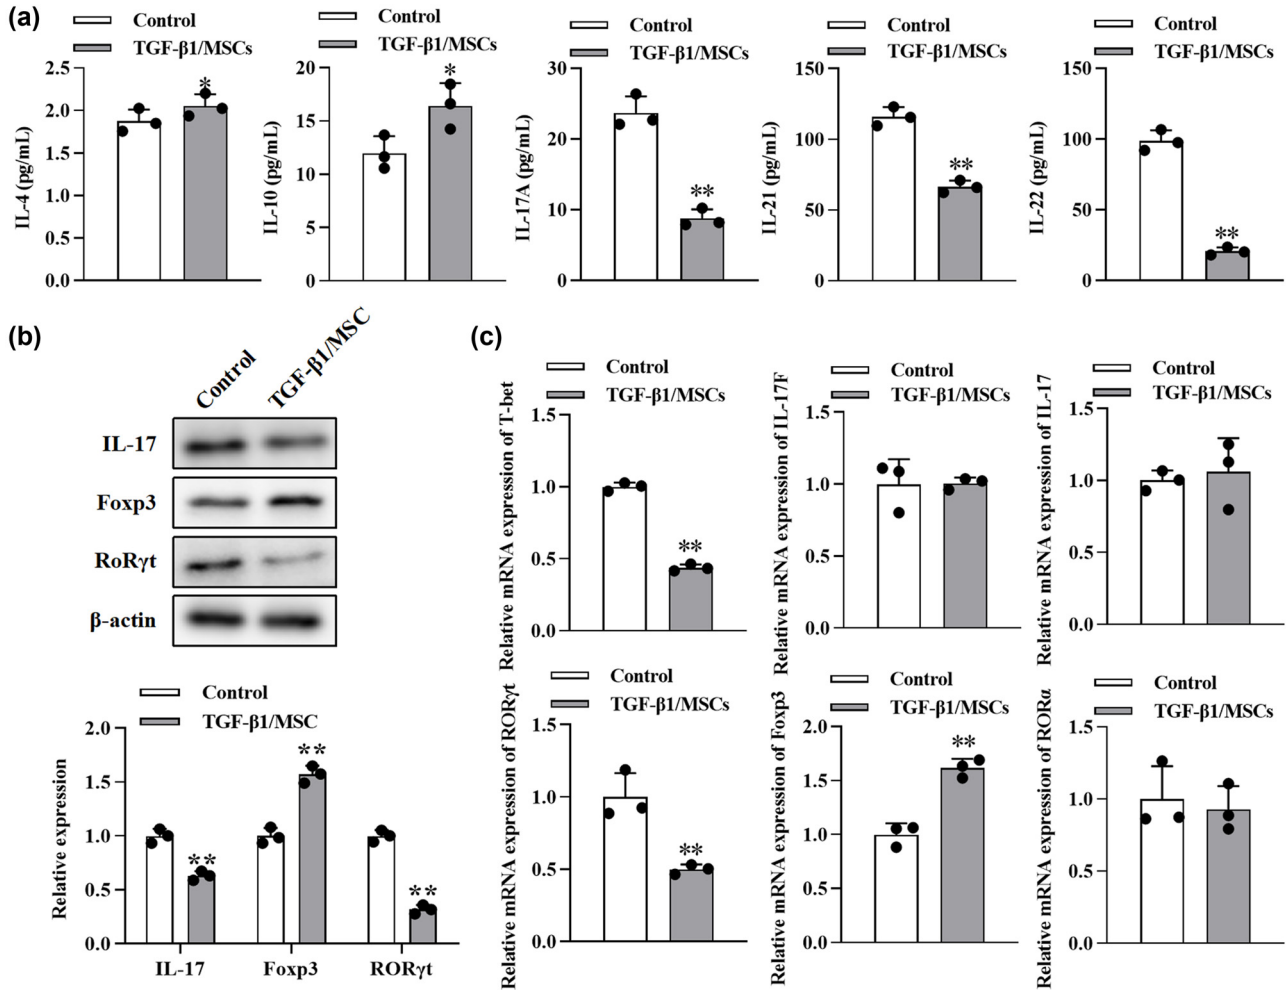 (a)
Control
TGF-β1/MSCs
IL-4 (pg/mL)
2.5
2.0
1.5
1.0
0.5
0.0
*
Control
TGF-β1/MSCs
IL-10 (pg/mL)
20
15
10
5
0
*
Control
TGF-β1/MSCs
IL-17A (pg/mL)
30
20
10
0
**
Control
TGF-β1/MSCs
IL-21 (pg/mL)
150
100
50
0
**
Control
TGF-β1/MSCs
IL-22 (pg/mL)
150
100
50
0
**
(b)
Control
TGF-β1/MSC
IL-17
Foxp3
RoRγt
β-actin
Control
TGF-β1/MSC
Relative expression
2.0
1.5
1.0
0.5
0.0
**
**
**
IL-17
Foxp3
RORγt
(c)
Control
TGF-β1/MSCs
Relative mRNA expression of T-bet
1.5
1.0
0.5
0.0
**
Control
TGF-β1/MSCs
Relative mRNA expression of IL-17F
1.5
1.0
0.5
0.0
Control
TGF-β1/MSCs
Relative mRNA expression of IL-17
1.5
1.0
0.5
0.0
Control
TGF-β1/MSCs
Relative mRNA expression of RORγt
1.5
1.0
0.5
0.0
**
Control
TGF-β1/MSCs
Relative mRNA expression of Foxp3
2.0
1.5
1.0
0.5
0.0
**
Control
TGF-β1/MSCs
Relative mRNA expression of RORα
1.5
1.0
0.5
0.0